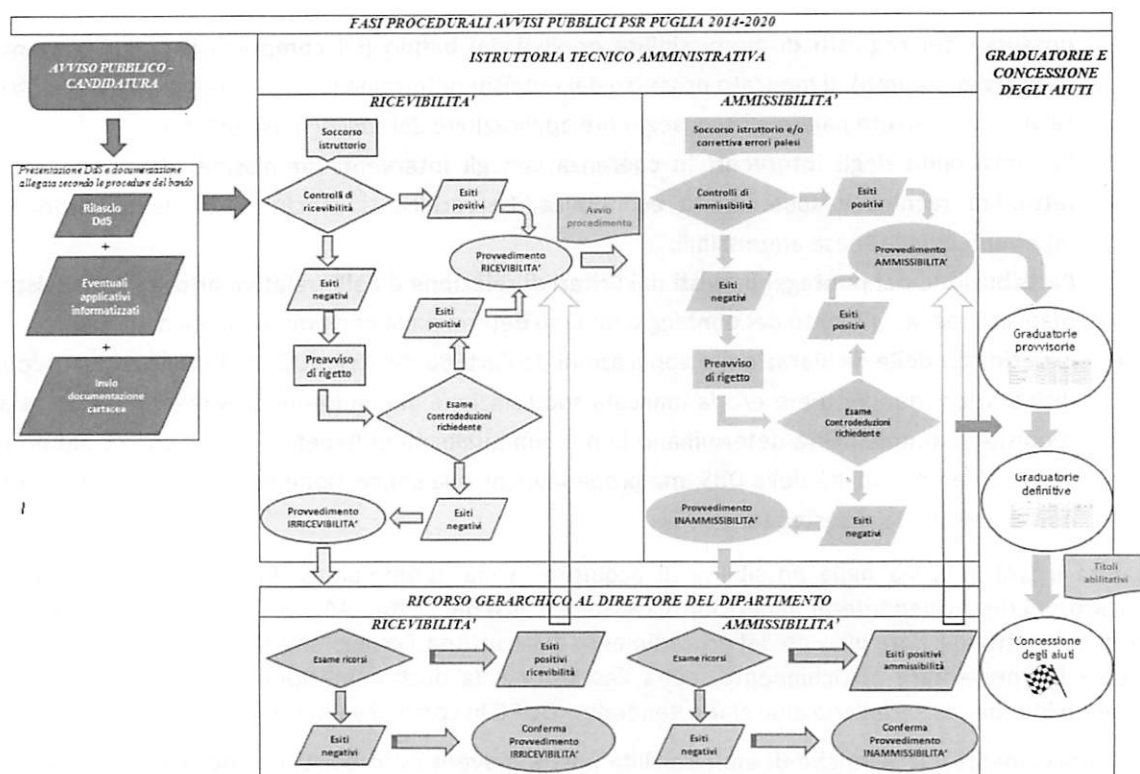 FASI PROCEDURALI AVVISI PUBBLICI PSR PUGLIA 2014-2020
AVVISO PUBBLICO -
CANDIDATURA
Presentazione DdS e documentazione
allegata secondo le procedure del bando
Rilascio
DdS
+
Eventuali
applicativi
informatizzati
+
Invio
documentazione
cartacea
ISTRUTTORIA TECNICO AMMINISTRATIVA
RICEVIBILITA'
Soccorso
istruttorio
Controlli di
ricevibilità
Esiti
positivi
Avvio
procedimento
Provvedimento
RICEVIBILITA'
Esiti
negativi
Esiti
positivi
Preavviso
di rigetto
Esame
Controdeduzioni
richiedente
Esiti
negativi
Provvedimento
IRRICEVIBILITA'
AMMISSIBILITA'
Soccorso istruttorio e/o
correttiva errori palesi
Controlli di
ammissibilità
Esiti
positivi
Provvedimento
AMMISSIBILITA'
Esiti
negativi
Esiti
positivi
Preavviso
di rigetto
Esame
Controdeduzioni
richiedente
Esiti
negativi
Provvedimento
INAMMISSIBILITA'
GRADUATORIE E
CONCESSIONE
DEGLI AIUTI
Graduatorie
provvisorie
Graduatorie
definitive
Titoli
abilitativi
Concessione
degli aiuti
RICORSO GERARCHICO AL DIRETTORE DEL DIPARTIMENTO
RICEVIBILITA'
Esame ricorsi
Esiti
positivi
ricevibilità
Esiti
negativi
Conferma
Provvedimento
IRRICEVIBILITA'
AMMISSIBILITA'
Esame ricorsi
Esiti positivi
ammissibilità
Esiti
negativi
Conferma
Provvedimento
INAMMISSIBILITA'